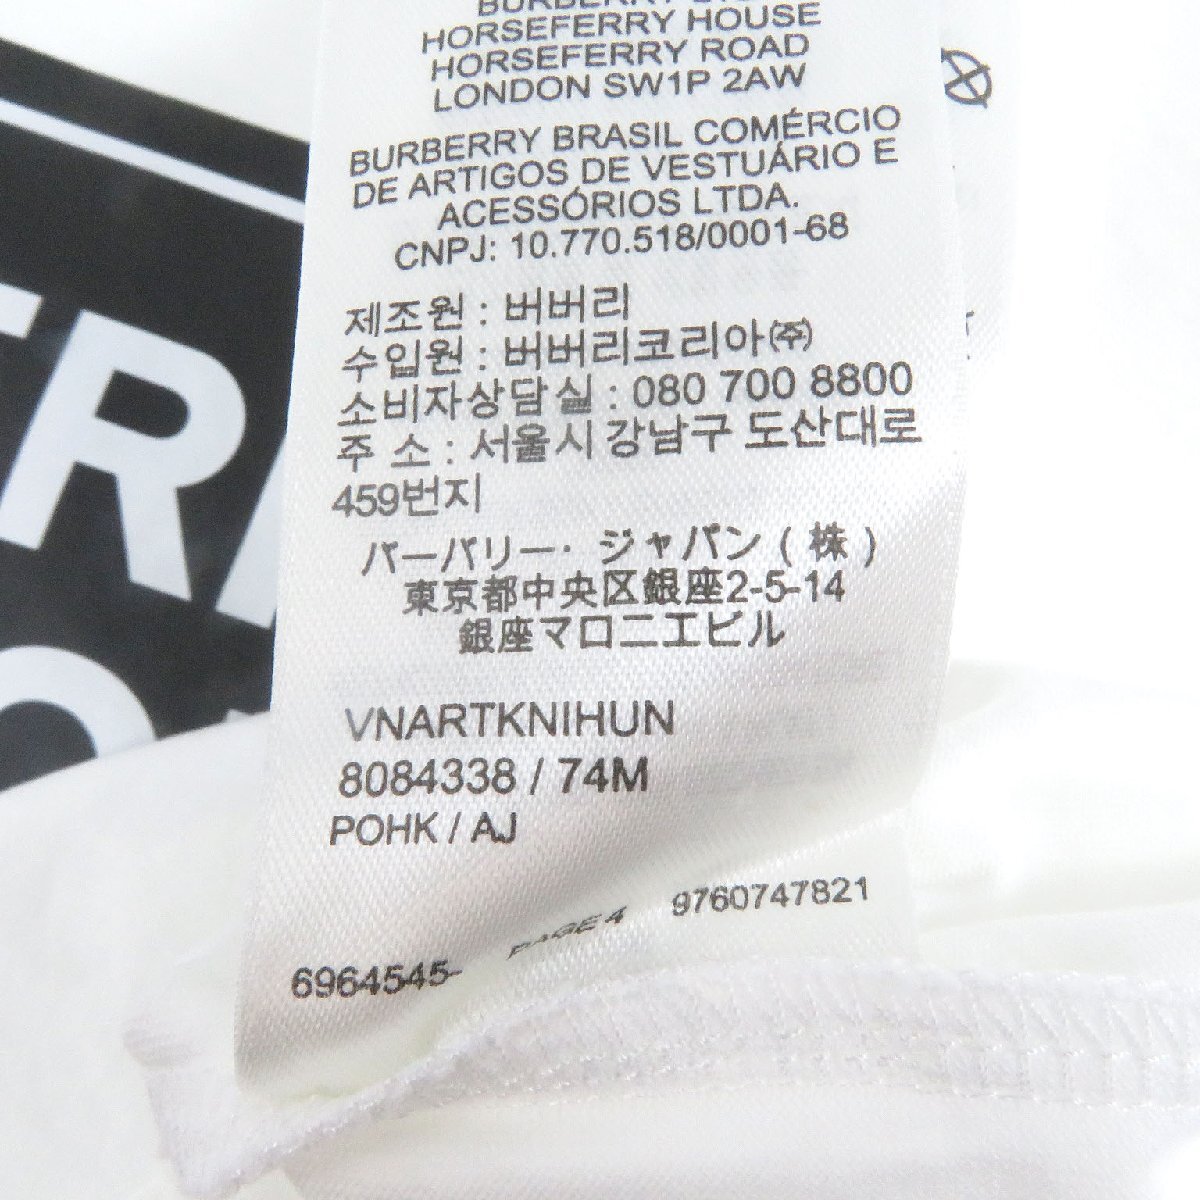 BURBERRY
HORSEFERRY HOUSE
HORSEFERRY ROAD
LONDON SW1P 2AW
BURBERRY BRASIL COMÉRCIO
DE ARTIGOS DE VESTUÁRIO E
ACESSÓRIOS LTDA.
CNPJ: 10.770.518/0001-68
제조원 : 버버리
수입원 : 버버리코리아㈜
소비자상담실 : 080 700 8800
주 소 : 서울시 강남구 도산대로
459번지
バーバリー・ジャパン ( 株 )
東京都中央区銀座2-5-14
銀座マロニエビル
VNARTKNIHUN
8084338 / 74M
POHK / AJ
6964545- PAGE 4 9760747821